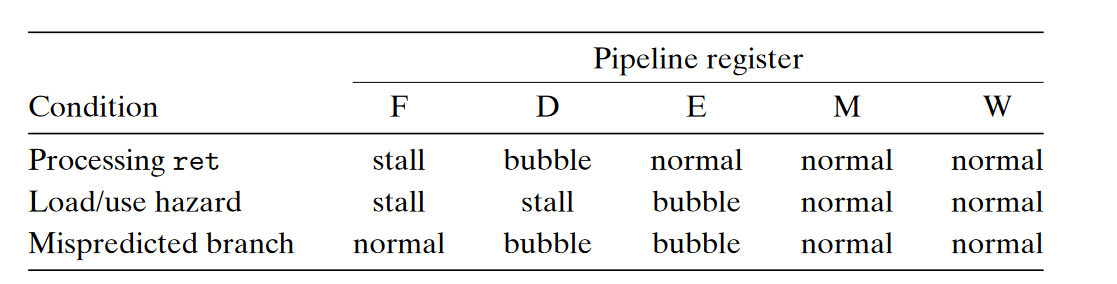 Pipeline register
Condition F D E M W
Processing ret stall bubble normal normal normal
Load/use hazard stall stall bubble normal normal
Mispredicted branch normal bubble bubble normal normal